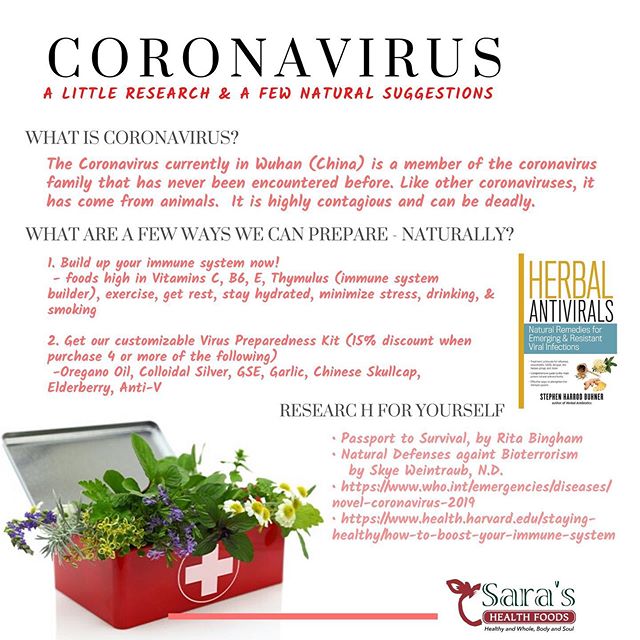 CORONAVIRUS
A LITTLE RESEARCH & A FEW NATURAL SUGGESTIONS
WHAT IS CORONAVIRUS?
The Coronavirus currently in Wuhan (China) is a member of the coronavirus
family that has never been encountered before. Like other coronaviruses, it
has come from animals. It is highly contagious and can be deadly.
WHAT ARE A FEW WAYS WE CAN PREPARE - NATURALLY?
1. Build up your immune system now!
- foods high in Vitamins C, B6, E, Thymulus (immune system
builder), exercise, get rest, stay hydrated, minimize stress, drinking, &
smoking
2. Get our customizable Virus Preparedness Kit (15% discount when
purchase 4 or more of the following)
-Oregano Oil, Colloidal Silver, GSE, Garlic, Chinese Skullcap,
Elderberry, Anti-V
HERBAL
ANTIVIRALS
Natural Remedies for
Emerging & Resistant
Viral Infections
STEPHEN HARROD BUHNER
author of Herbal Antibiotics
RESEARC H FOR YOURSELF
• Passport to Survival, by Rita Bingham
• Natural Defenses againt Bioterrorism
by Skye Weintraub, N.D.
• https://www.who.int/emergencies/diseases/
novel-coronavirus-2019
• https://www.health.harvard.edu/staying-
healthy/how-to-boost-your-immune-system
Sara's
HEALTH FOODS
Healthy and Whole, Body and Soul